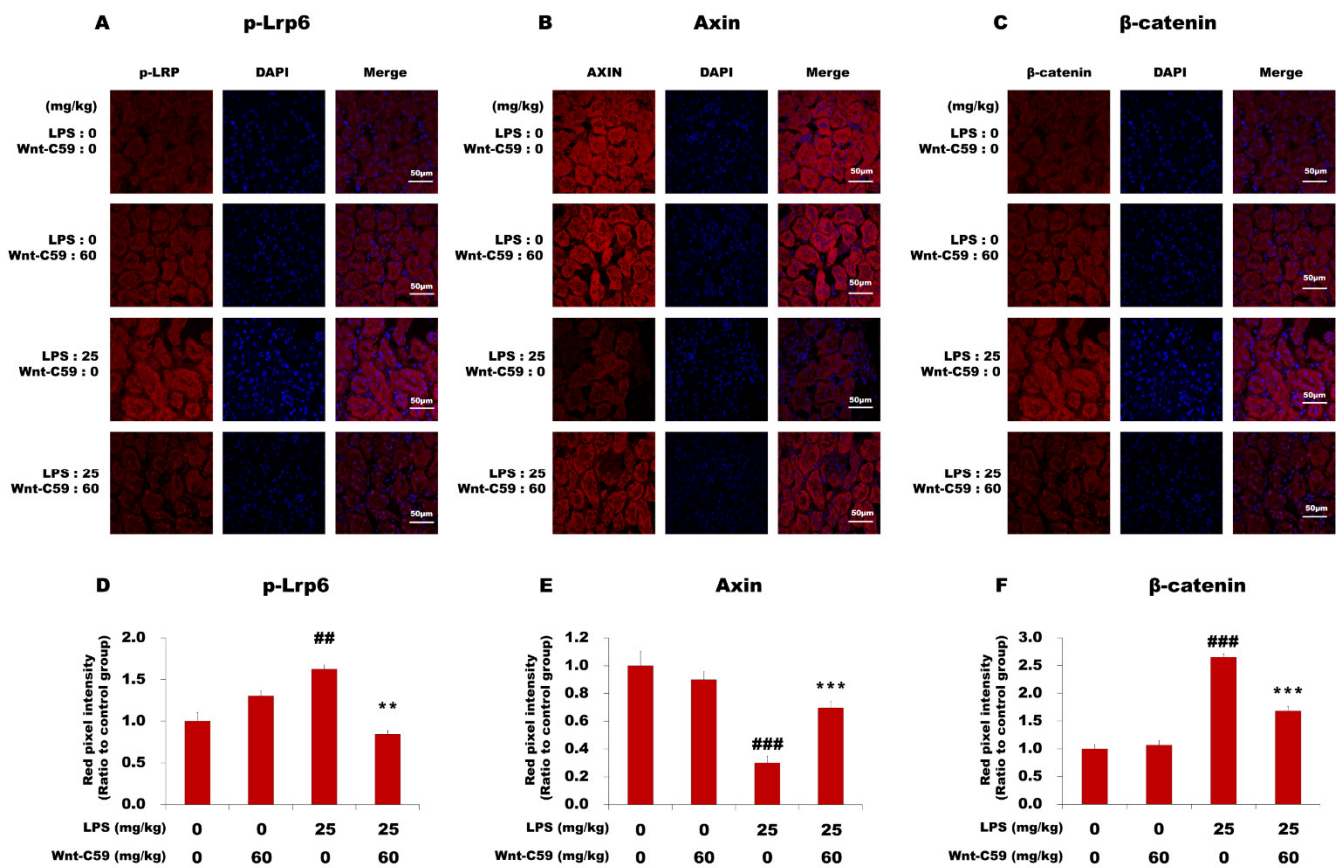 A p-Lrp6
p-LRP DAPI Merge
(mg/kg)
LPS : 0
Wnt-C59 : 0
50µm
LPS : 0
Wnt-C59 : 60
50µm
LPS : 25
Wnt-C59 : 0
50µm
LPS : 25
Wnt-C59 : 60
50µm
B Axin
AXIN DAPI Merge
(mg/kg)
LPS : 0
Wnt-C59 : 0
50µm
LPS : 0
Wnt-C59 : 60
50µm
LPS : 25
Wnt-C59 : 0
50µm
LPS : 25
Wnt-C59 : 60
50µm
C β-catenin
β-catenin DAPI Merge
(mg/kg)
LPS : 0
Wnt-C59 : 0
50µm
LPS : 0
Wnt-C59 : 60
50µm
LPS : 25
Wnt-C59 : 0
50µm
LPS : 25
Wnt-C59 : 60
50µm
D p-Lrp6
Red pixel intensity
(Ratio to control group)
2.0
1.5
1.0
0.5
0.0
##
**
LPS (mg/kg) 0 0 25 25
Wnt-C59 (mg/kg) 0 60 0 60
E Axin
Red pixel intensity
(Ratio to control group)
1.2
1.0
0.8
0.6
0.4
0.2
0.0
###
***
LPS (mg/kg) 0 0 25 25
Wnt-C59 (mg/kg) 0 60 0 60
F β-catenin
Red pixel intensity
(Ratio to control group)
3.0
2.5
2.0
1.5
1.0
0.5
0.0
###
***
LPS (mg/kg) 0 0 25 25
Wnt-C59 (mg/kg) 0 60 0 60